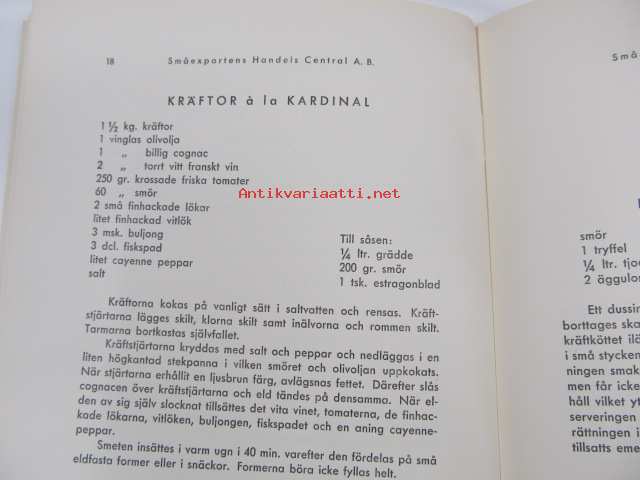 18 Småexportens Handels Central A. B.
KRÄFTOR à la KARDINAL
1 ½ kg. kräftor
1 vinglas olivolja
1 „ billig cognac
2 „ torrt vitt franskt vin
250 gr. krossade friska tomater
60 „ smör
2 små finhackade lökar
litet finhackad vitlök
3 msk. buljong
3 dcl. fiskspad
litet cayenne peppar
salt
Till såsen:
¼ ltr. grädde
200 gr. smör
1 tsk. estragonblad
Kräftorna kokas på vanligt sätt i saltvatten och rensas. Kräft-
stjärtarna lägges skilt, klorna skilt samt inälvorna och rommen skilt.
Tarmarna bortkastas självfallet.
Kräftstjärtarna kryddas med salt och peppar och nedläggas i en
liten högkantad stekpanna i vilken smöret och olivoljan uppkokats.
När stjärtarna erhållit en ljusbrun färg, avlägsnas fettet. Därefter slås
cognacen över kräftstjärtarna och eld tändes på densamma. När el-
den av sig själv slocknat tillsättes det vita vinet, tomaterna, de finhac-
kade lökarna, vitlöken, buljongen, fiskspadet och en aning cayenne-
peppar.
Smeten insättes i varm ugn i 40 min. varefter den fördelas på små
eldfasta former eller i snäckor. Formerna böra icke fyllas helt.
Antikvariaatti.net
Små
smör
1 tryffel
¼ ltr. tjoc
2 äggulor
Ett dussin
borttages ska
kräftköttet iläg
i små stycken
ningen smak
men får icke
håll vilket yt
serveringen
rättningen i
tillsatts eme